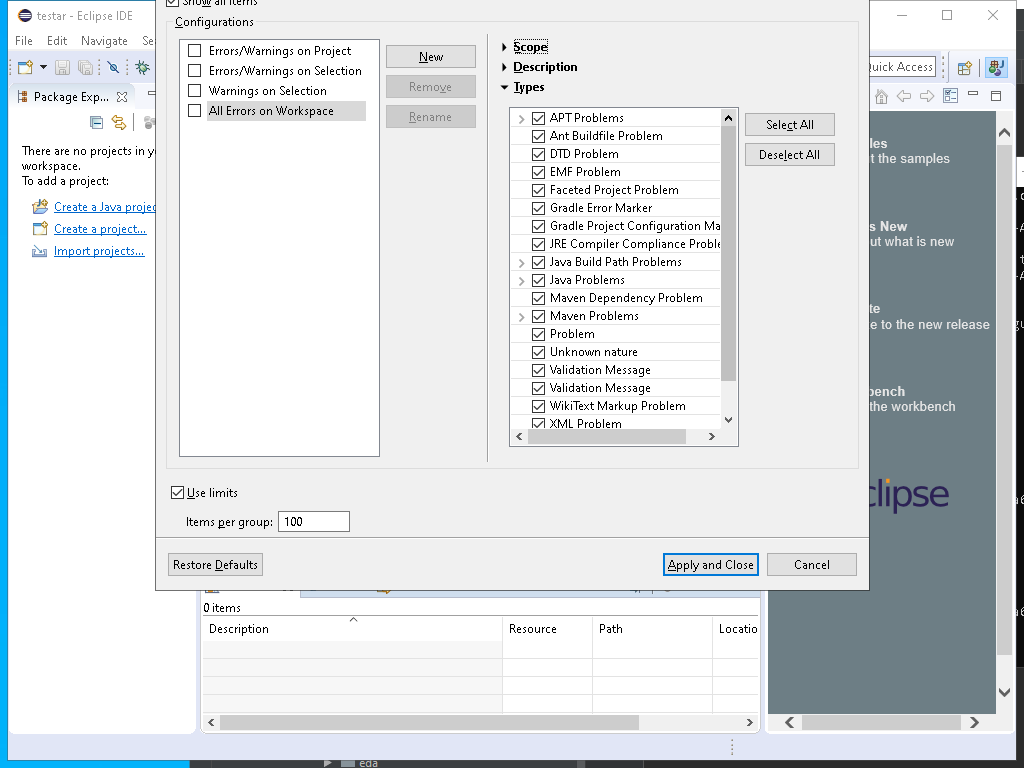 Show all items
testar - Eclipse IDE
File Edit Navigate
Configurations
Errors/Warnings on Project
Errors/Warnings on Selection
Warnings on Selection
All Errors on Workspace
New
Remove
Rename
Scope
Description
Types
APT Problems
Ant Buildfile Problem
DTD Problem
EMF Problem
Faceted Project Problem
Gradle Error Marker
Gradle Project Configuration Ma
JRE Compiler Compliance Proble
Java Build Path Problems
Java Problems
Maven Dependency Problem
Maven Problems
Problem
Unknown nature
Validation Message
Validation Message
WikiText Markup Problem
XML Problem
Select All
Deselect All
Quick Access
Package Exp...
There are no projects in y
workspace.
To add a project:
Create a Java projec
Create a project...
Import projects...
les
t the samples
s New
ut what is new
te
e to the new release
bench
the workbench
clipse
Use limits
Items per group: 100
Restore Defaults
Apply and Close
Cancel
0 items
Description Resource Path Locatio
eda